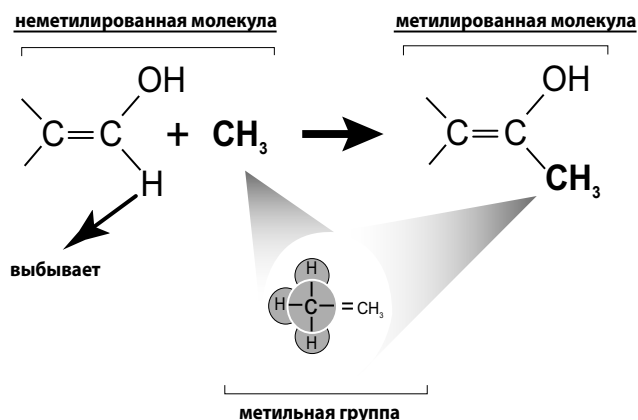 неметилированная молекула
метилированная молекула
OH
C=C + CH₃
H
OH
C=C
CH₃
выбывает
H
H–C– =CH₃
H
метильная группа